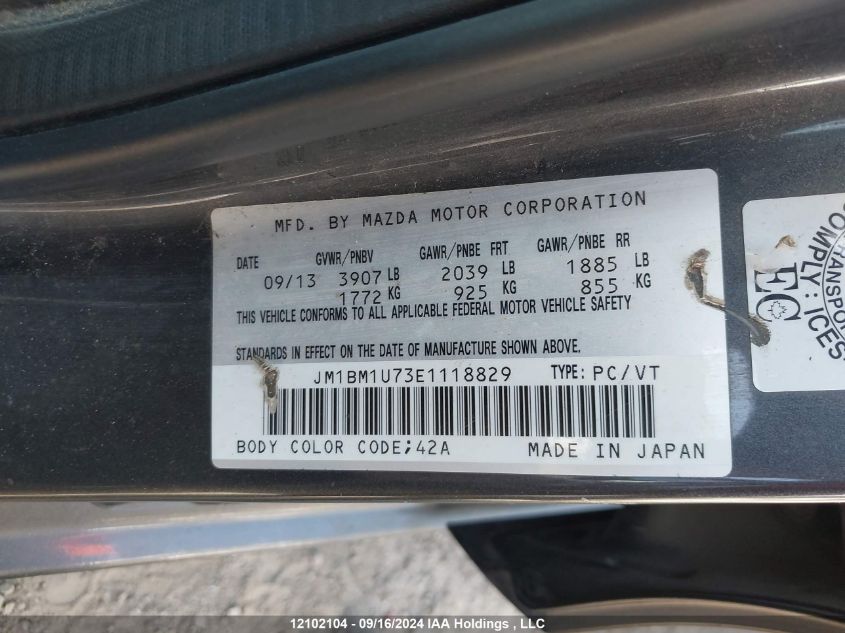 MFD. BY MAZDA MOTOR CORPORATION
DATE GVWR/PNBV GAWR/PNBE FRT GAWR/PNBE RR
09/13 3907 LB 2039 LB 1885 LB
1772 KG 925 KG 855 KG
THIS VEHICLE CONFORMS TO ALL APPLICABLE FEDERAL MOTOR VEHICLE SAFETY
STANDARDS IN EFFECT ON THE DATE OF MANUFACTURE SHOWN ABOVE.
JM1BM1U73E1118829 TYPE: PC/VT
BODY COLOR CODE;42A MADE IN JAPAN
COMPLY: ICES
EC
12102104 - 09/16/2024 IAA Holdings , LLC